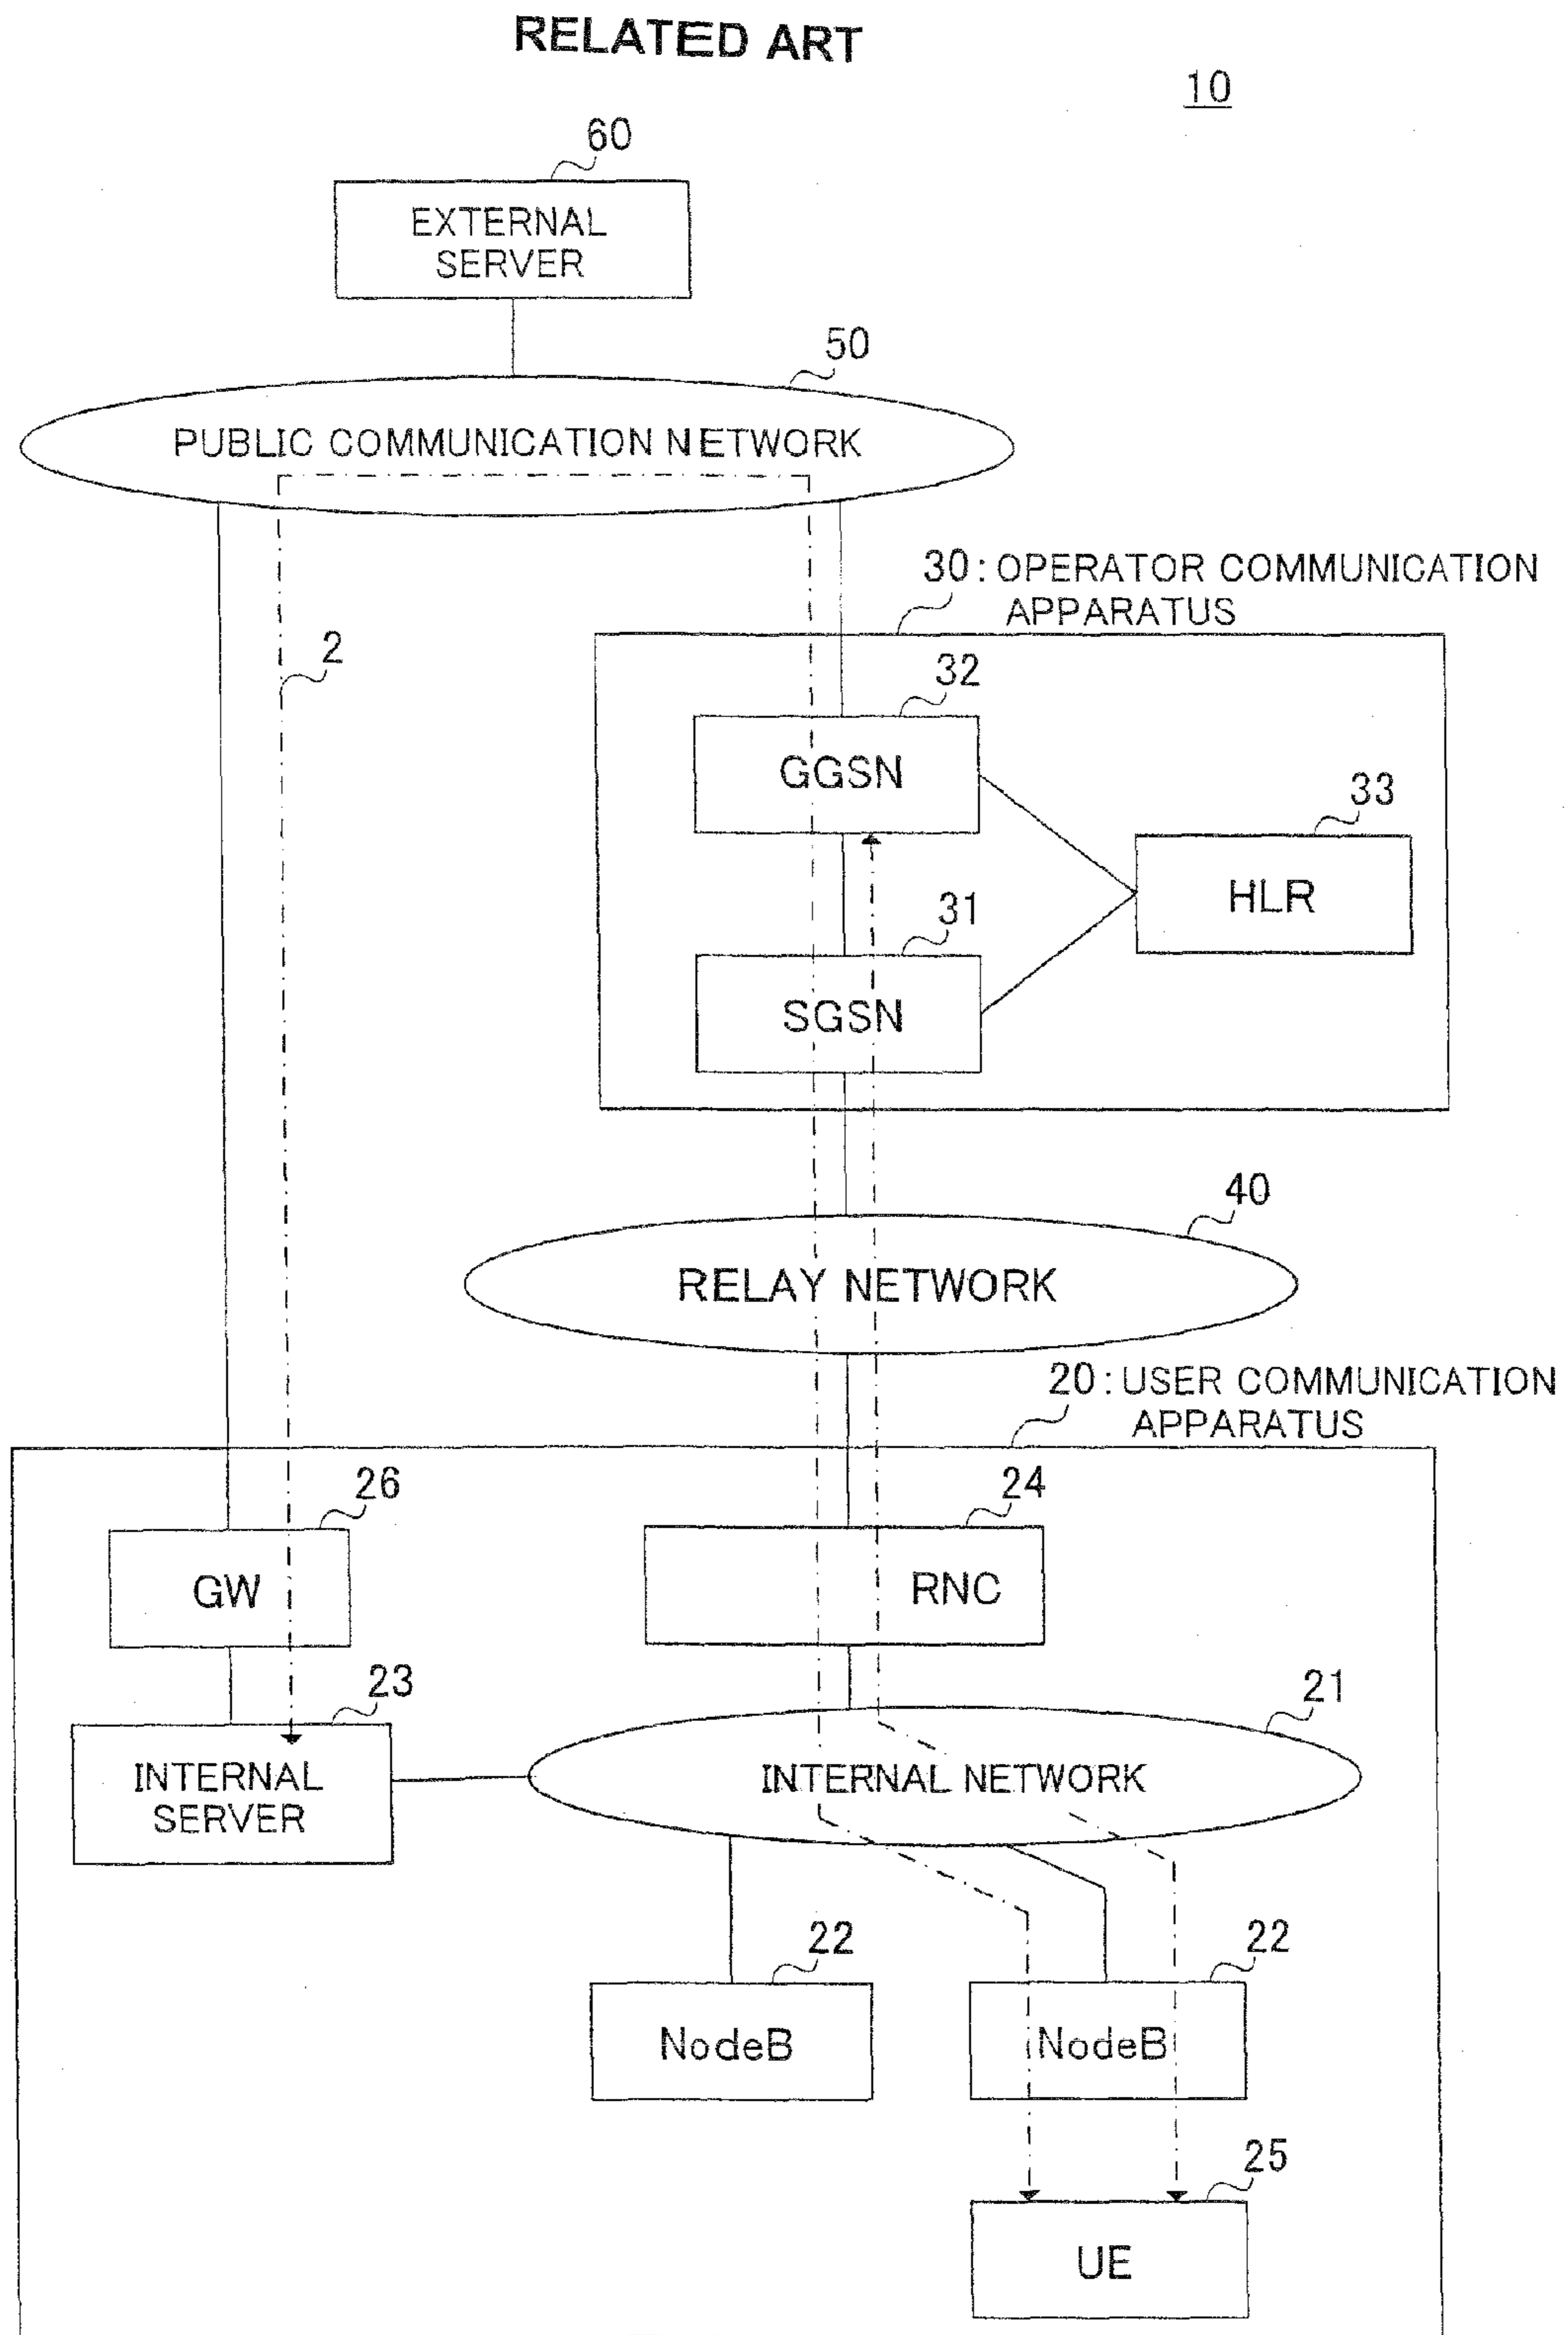 RELATED ART
10
60
EXTERNAL
SERVER
50
PUBLIC COMMUNICATION NETWORK
30: OPERATOR COMMUNICATION
APPARATUS
2
32
GGSN
33
HLR
31
SGSN
40
RELAY NETWORK
20: USER COMMUNICATION
APPARATUS
26
GW
24
RNC
23
INTERNAL
SERVER
21
INTERNAL NETWORK
22
NodeB
22
NodeB
25
UE